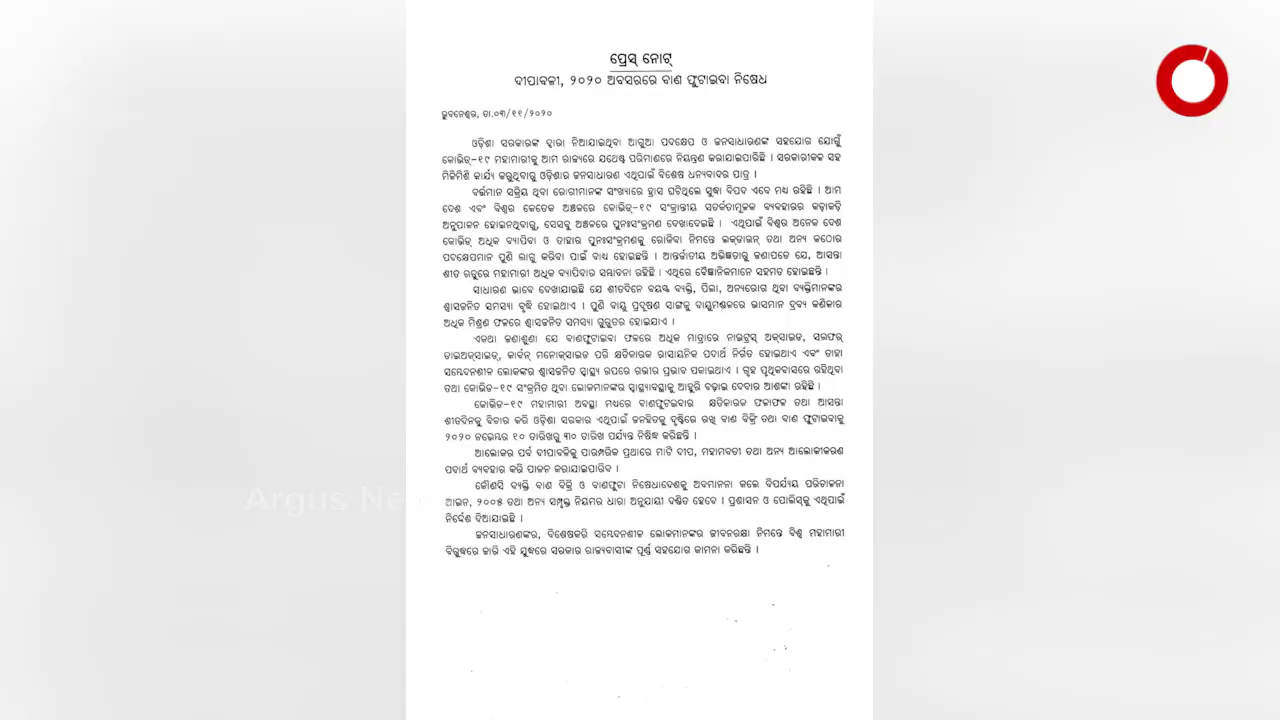 ପ୍ରେସ୍ ନୋଟ୍
ଦୀପାବଳୀ, ୨୦୨୦ ଅବସରରେ ବାଣ ଫୁଟାଇବା ନିଷେଧ
ଭୁବନେଶ୍ୱର, ତା.୦୩/୧୧/୨୦୨୦
ଓଡ଼ିଶା ସରକାରଙ୍କ ଦ୍ୱାରା ନିଆଯାଇଥିବା ଆଗୁଆ ପଦକ୍ଷେପ ଓ ଜନସାଧାରଣଙ୍କ ସହଯୋଗ ଯୋଗୁଁ
କୋଭିଡ୍-୧୯ ମହାମାରୀକୁ ଆମ ରାଜ୍ୟରେ ଯଥେଷ୍ଟ ପରିମାଣରେ ନିୟନ୍ତ୍ରଣ କରାଯାଇପାରିଛି । ସରକାରୀକଳ ସହ
ମିଳିମିଶି କାର୍ଯ୍ୟ କରୁଥିବାରୁ ଓଡ଼ିଶାର ଜନସାଧାରଣ ଏଥିପାଇଁ ବିଶେଷ ଧନ୍ୟବାଦର ପାତ୍ର ।
ବର୍ତ୍ତମାନ ସକ୍ରିୟ ଥିବା ରୋଗୀମାନଙ୍କ ସଂଖ୍ୟାରେ ହ୍ରାସ ଘଟିଥିଲେ ସୁଦ୍ଧା ବିପଦ ଏବେ ମଧ୍ୟ ରହିଛି । ଆମ
ଦେଶ ଏବଂ ବିଶ୍ୱର କେତେକ ଅଞ୍ଚଳରେ କୋଭିଡ୍-୧୯ ସଂକ୍ରାନ୍ତୀୟ ସତର୍କତାମୂଳକ ବ୍ୟବହାରର କଡ଼ାକଡ଼ି
ଅନୁପାଳନ ହୋଇନଥିବାରୁ, ସେସବୁ ଅଞ୍ଚଳରେ ପୁନଃସଂକ୍ରମଣ ଦେଖାଦେଇଛି । ଏଥିପାଇଁ ବିଶ୍ୱର ଅନେକ ଦେଶ
କୋଭିଡ୍ ଅଧିକ ବ୍ୟାପିବା ଓ ତାହାର ପୁନଃସଂକ୍ରମଣକୁ ରୋକିବା ନିମନ୍ତେ ଲକ୍‌ଡାଉନ୍ ତଥା ଅନ୍ୟ କଠୋର
ପଦକ୍ଷେପମାନ ପୁଣି ଲାଗୁ କରିବା ପାଇଁ ବାଧ୍ୟ ହୋଇଛନ୍ତି । ଆନ୍ତର୍ଜାତୀୟ ଅଭିଜ୍ଞତାରୁ ଜଣାପଡେ ଯେ, ଆସନ୍ତା
ଶୀତ ଋତୁରେ ମହାମାରୀ ଅଧିକ ବ୍ୟାପିବାର ସମ୍ଭାବନା ରହିଛି । ଏଥିରେ ବୈଜ୍ଞାନିକମାନେ ସହମତ ହୋଇଛନ୍ତି ।
ସାଧାରଣ ଭାବେ ଦେଖାଯାଇଛି ଯେ ଶୀତଦିନେ ବୟସ୍କ ବ୍ୟକ୍ତି, ପିଲା, ଅନ୍ୟରୋଗ ଥିବା ବ୍ୟକ୍ତିମାନଙ୍କର
ଶ୍ୱାସଜନିତ ସମସ୍ୟା ବୃଦ୍ଧି ହୋଇଥାଏ । ପୁଣି ବାୟୁ ପ୍ରଦୂଷଣ ସାଙ୍ଗକୁ ବାୟୁମଣ୍ଡଳରେ ଭାସମାନ ଦ୍ରବ୍ୟ କଣିକାର
ଅଧିକ ମିଶ୍ରଣ ଫଳରେ ଶ୍ୱାସଜନିତ ସମସ୍ୟା ଗୁରୁତର ହୋଇଯାଏ ।
ଏକଥା ଜଣାଶୁଣା ଯେ ବାଣଫୁଟାଇବା ଫଳରେ ଅଧିକ ମାତ୍ରାରେ ନାଇଟ୍ରସ୍ ଅକ୍‌ସାଇଡ, ସଲଫର୍
ଡାଇଅକ୍‌ସାଇଡ୍, କାର୍ବନ୍ ମନୋକ୍‌ସାଇଡ ପରି କ୍ଷତିକାରକ ରାସାୟନିକ ପଦାର୍ଥ ନିର୍ଗତ ହୋଇଥାଏ ଏବଂ ତାହା
ସମ୍ବେଦନଶୀଳ ଲୋକଙ୍କର ଶ୍ୱାସଜନିତ ସ୍ୱାସ୍ଥ୍ୟ ଉପରେ ଗଭୀର ପ୍ରଭାବ ପକାଇଥାଏ । ଗୃହ ପୃଥକବାସରେ ରହିଥିବା
ତଥା କୋଭିଡ-୧୯ ସଂକ୍ରମିତ ଥିବା ଲୋକମାନଙ୍କର ସ୍ୱାସ୍ଥ୍ୟାବସ୍ଥାକୁ ଆହୁରି ବଢ଼ାଇ ଦେବାର ଆଶଙ୍କା ରହିଛି ।
କୋଭିଡ-୧୯ ମହାମାରୀ ଅବସ୍ଥା ମଧ୍ୟରେ ବାଣଫୁଟଇବାର କ୍ଷତିକାରକ ଫଳାଫଳ ତଥା ଆସନ୍ତା
ଶୀତଦିନକୁ ବିଚାର କରି ଓଡ଼ିଶା ସରକାର ଏଥିପାଇଁ ଜନହିତକୁ ଦୃଷ୍ଟିରେ ରଖି ବାଣ ବିକ୍ରି ତଥା ବାଣ ଫୁଟାଇବାକୁ
୨୦୨୦ ନଭେମ୍ବର ୧୦ ତାରିଖରୁ ୩୦ ତାରିଖ ପର୍ଯ୍ୟନ୍ତ ନିଷିଦ୍ଧ କରିଛନ୍ତି ।
ଆଲୋକର ପର୍ବ ଦୀପାବଳିକୁ ପାରମ୍ପରିକ ପ୍ରଥାରେ ମାଟି ଦୀପ, ମହମବତୀ ତଥା ଅନ୍ୟ ଆଲୋକୀକରଣ
ପଦାର୍ଥ ବ୍ୟବହାର କରି ପାଳନ କରାଯାଇପାରିବ ।
କୌଣସି ବ୍ୟକ୍ତି ବାଣ ବିକ୍ରି ଓ ବାଣଫୁଟା ନିଷେଧାଦେଶକୁ ଅବମାନନା କଲେ ବିପର୍ଯ୍ୟୟ ପରିଚାଳନା
ଆଇନ, ୨୦୦୫ ତଥା ଅନ୍ୟ ସମ୍ପୃକ୍ତ ନିୟମର ଧାରା ଅନୁଯାୟୀ ଦଣ୍ଡିତ ହେବେ । ପ୍ରଶାସନ ଓ ପୋଲିସ୍‌କୁ ଏଥିପାଇଁ
ନିର୍ଦ୍ଦେଶ ଦିଆଯାଇଛି ।
ଜନସାଧାରଣଙ୍କର, ବିଶେଷକରି ସମ୍ବେଦନଶୀଳ ଲୋକମାନଙ୍କର ଜୀବନରକ୍ଷା ନିମନ୍ତେ ବିଶ୍ୱ ମହାମାରୀ
ବିରୁଦ୍ଧରେ ଜାରି ଏହି ଯୁଦ୍ଧରେ ସରକାର ରାଜ୍ୟବାସୀଙ୍କ ପୂର୍ଣ୍ଣ ସହଯୋଗ କାମନା କରିଛନ୍ତି ।
Argus Ne